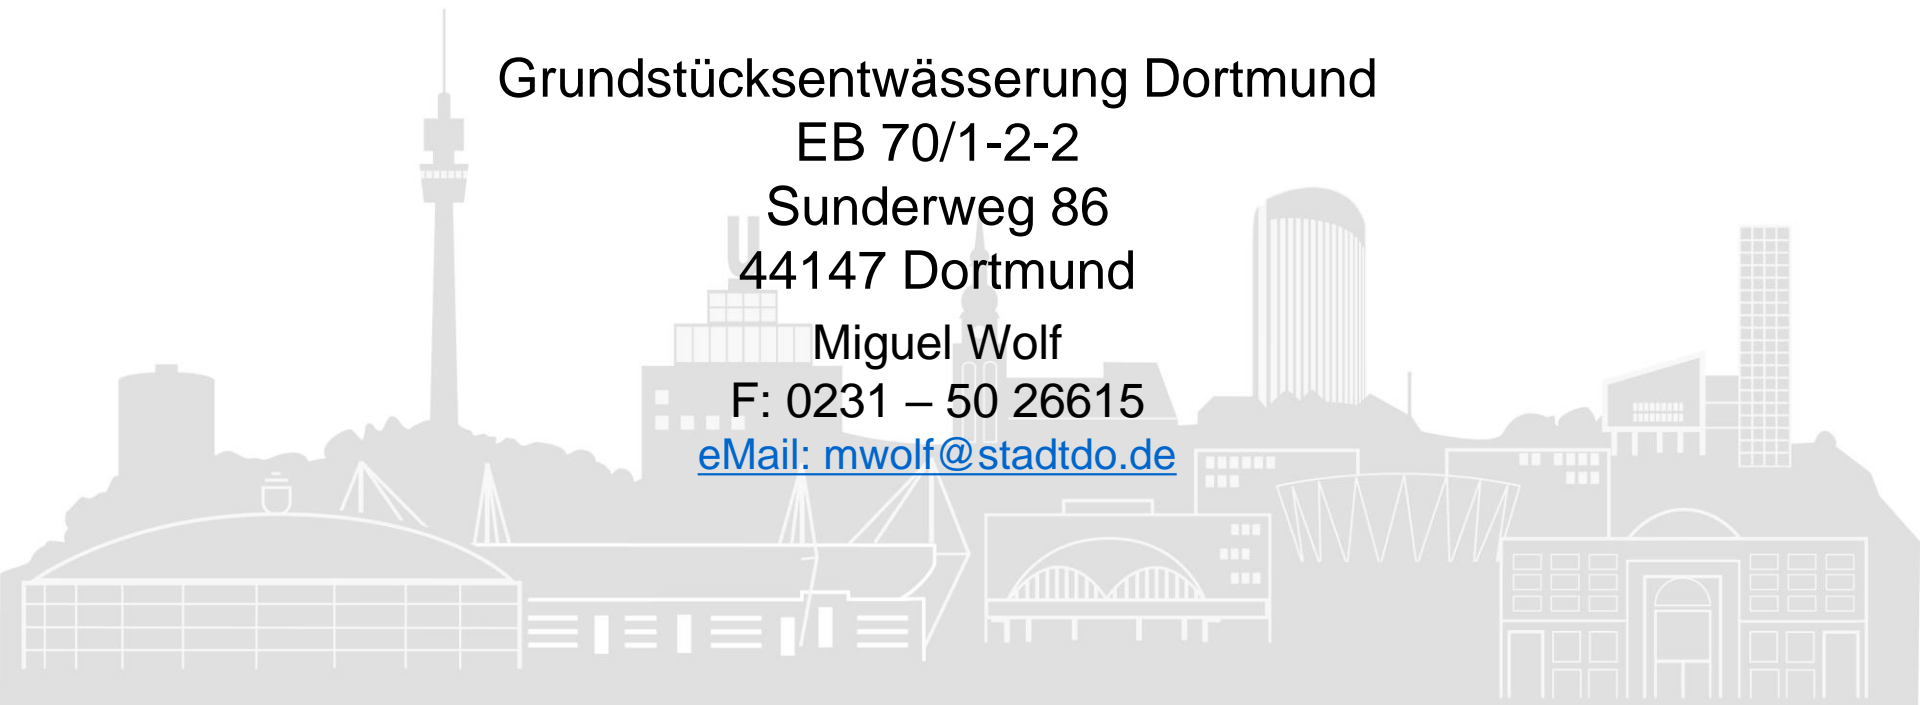 Grundstücksentwässerung Dortmund
EB 70/1-2-2
Sunderweg 86
44147 Dortmund
Miguel Wolf
F: 0231 – 50 26615
eMail: mwolf@stadtdo.de